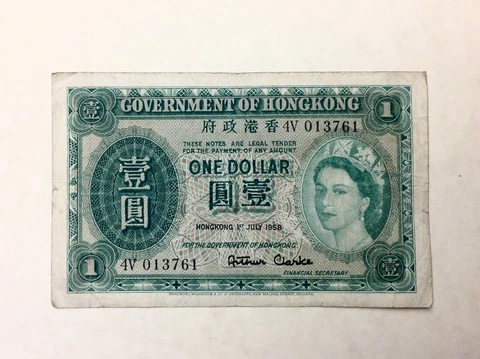 壹 GOVERNMENT OF HONGKONG 1
府政港香 4V 013761
THESE NOTES ARE LEGAL TENDER
FOR THE PAYMENT OF ANY AMOUNT
ONE DOLLAR
壹
圓
圓壹
HONGKONG 1ST JULY 1958
FOR THE GOVERNMENT OF HONGKONG.
4V 013761
Arthur Clarke
FINANCIAL SECRETARY.
1
壹